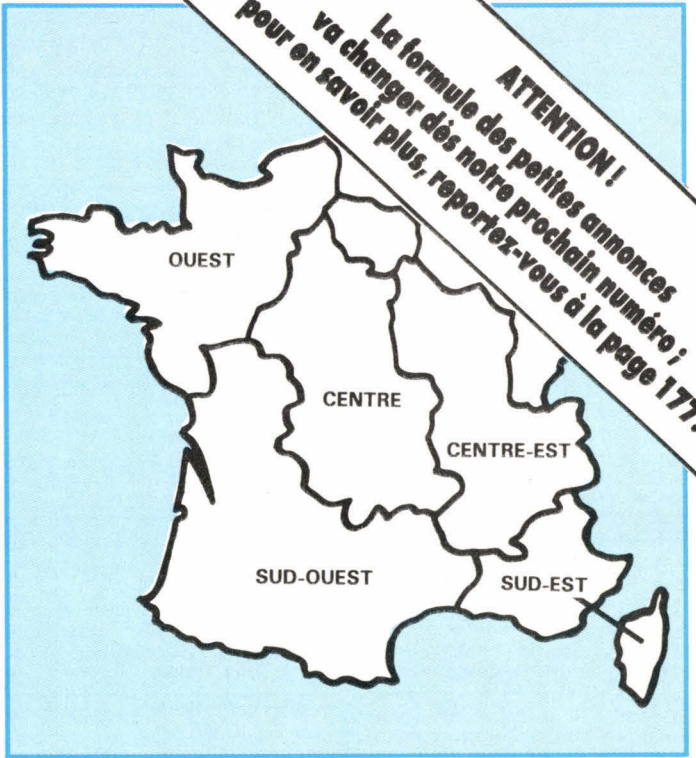 ATTENTION !
La formule des petites annonces
va changer dès notre prochain numéro ;
pour en savoir plus, reportez-vous à la page 177.
OUEST
CENTRE
CENTRE-EST
SUD-OUEST
SUD-EST